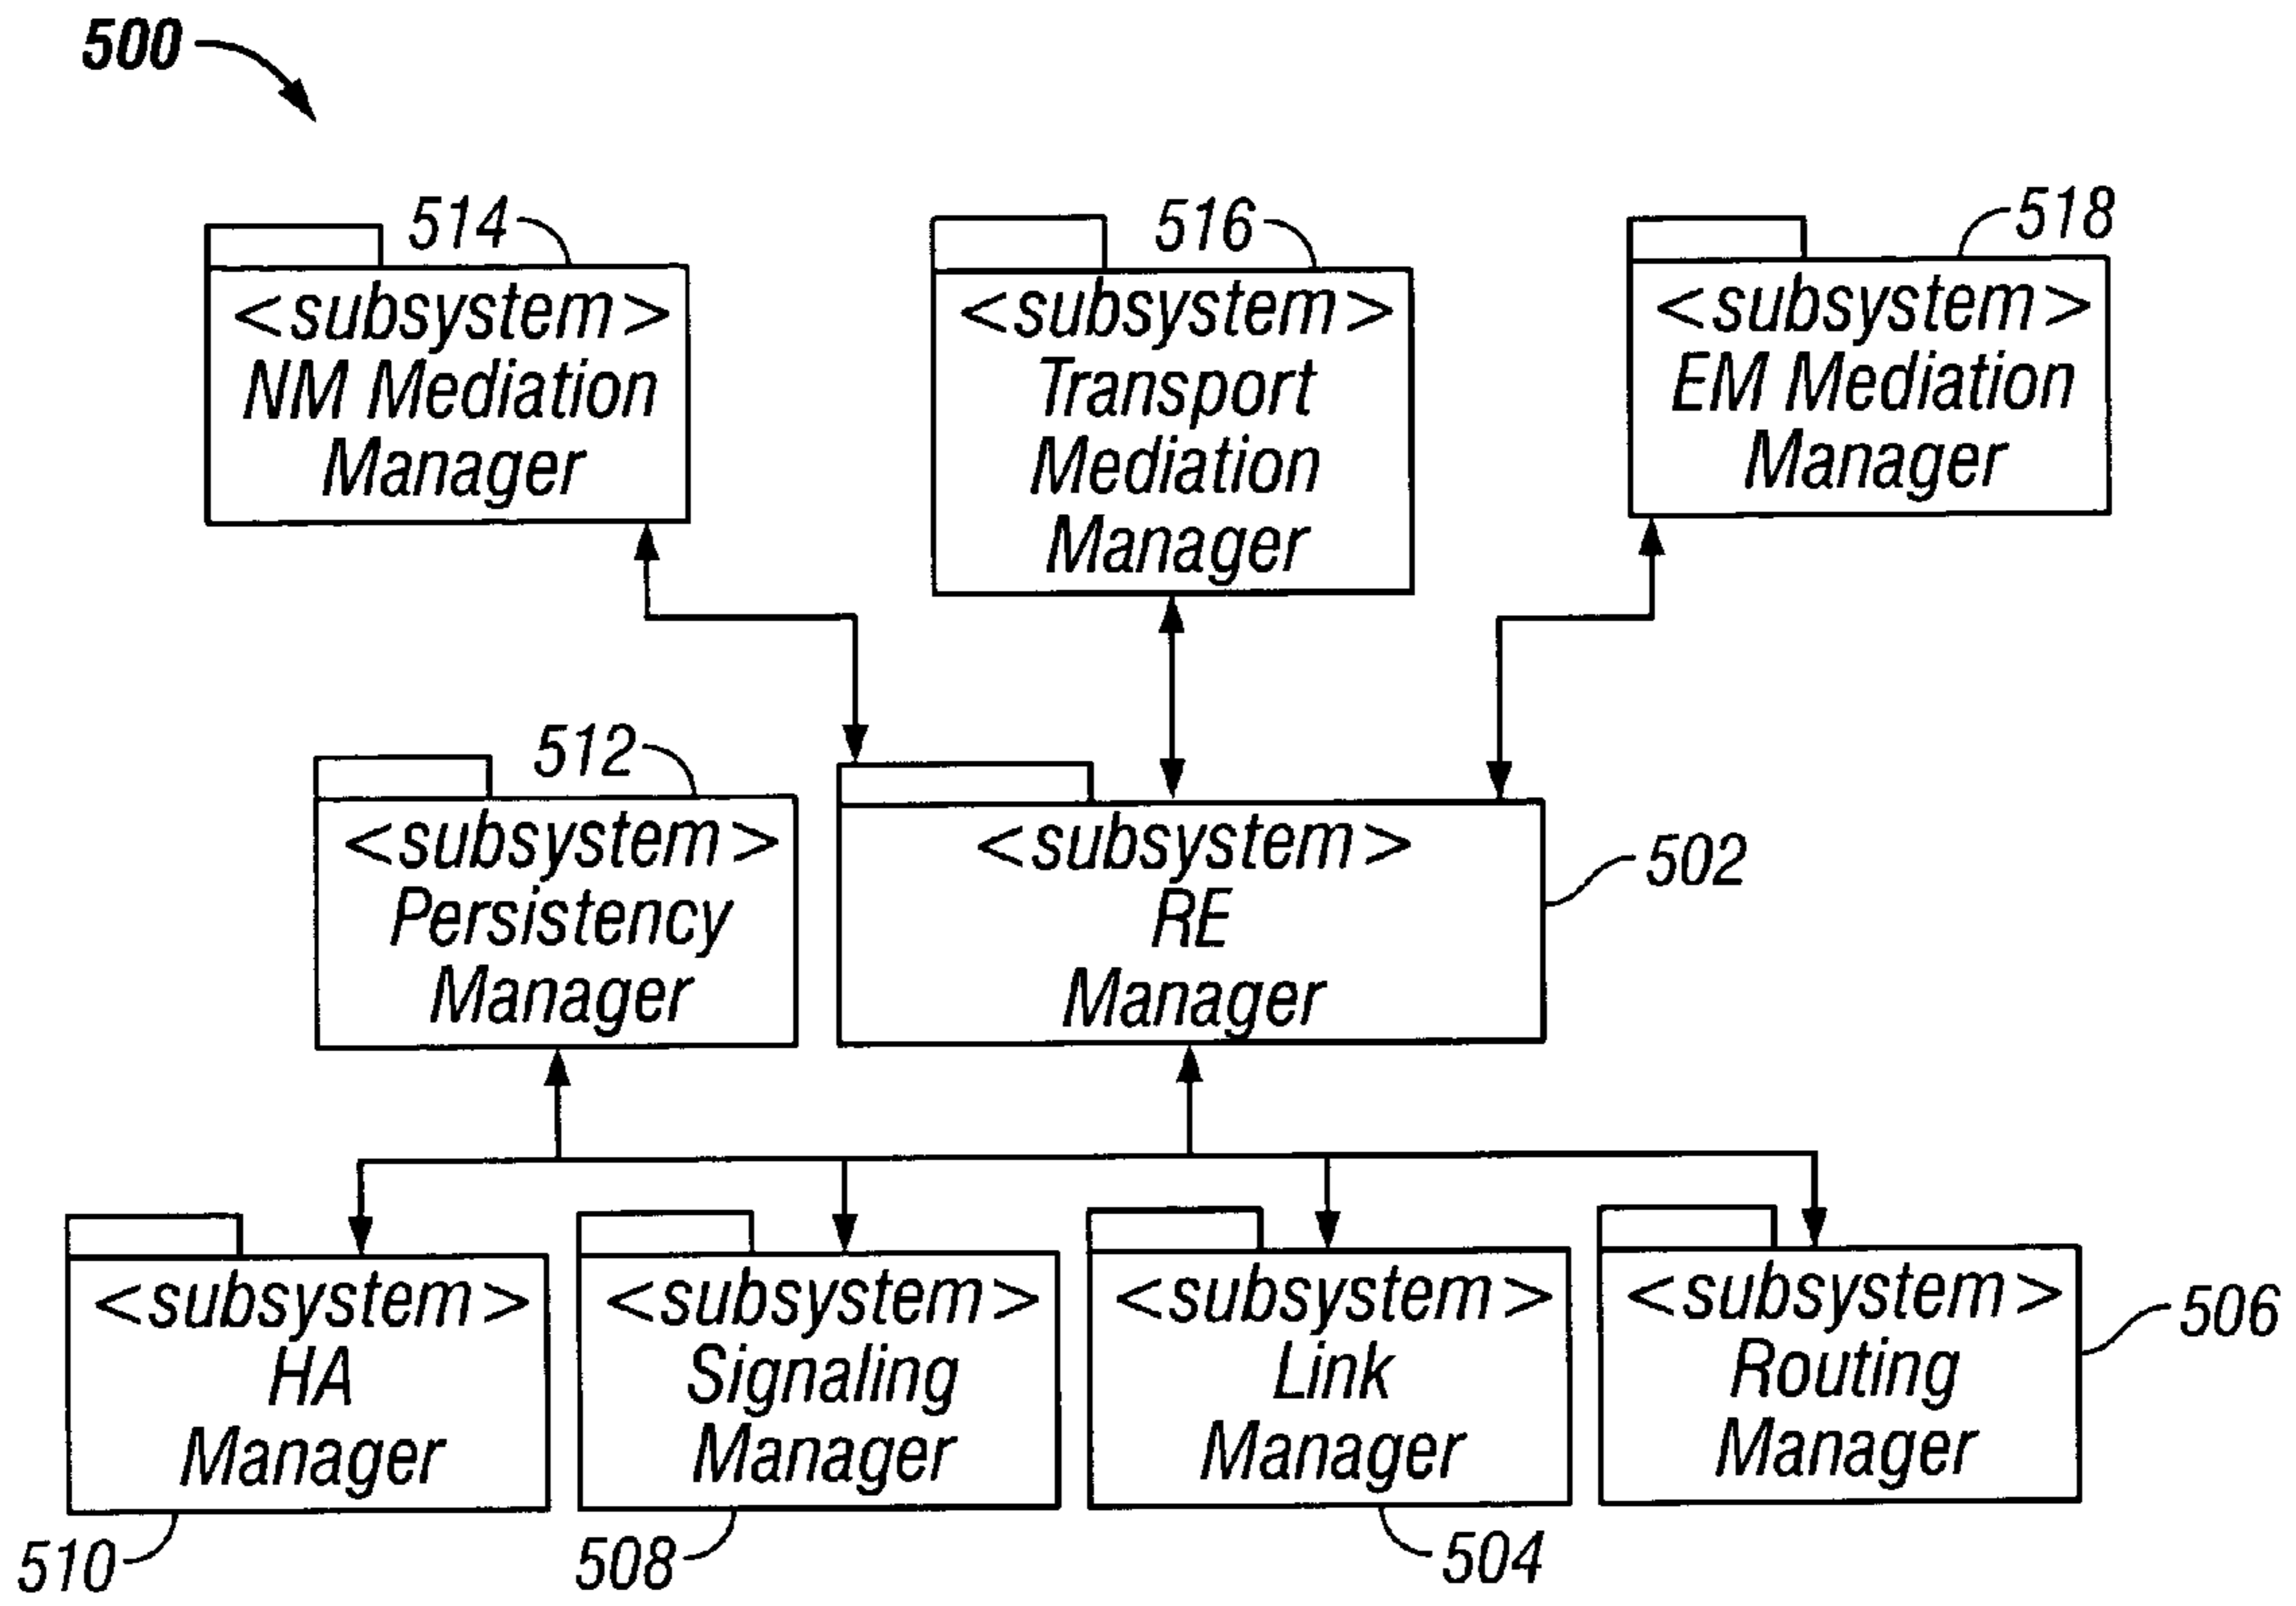 500
514
<subsystem>
NM Mediation
Manager
516
<subsystem>
Transport
Mediation
Manager
518
<subsystem>
EM Mediation
Manager
512
<subsystem>
Persistency
Manager
<subsystem>
RE
Manager
502
<subsystem>
HA
Manager
510
<subsystem>
Signaling
Manager
508
<subsystem>
Link
Manager
504
<subsystem>
Routing
Manager
506